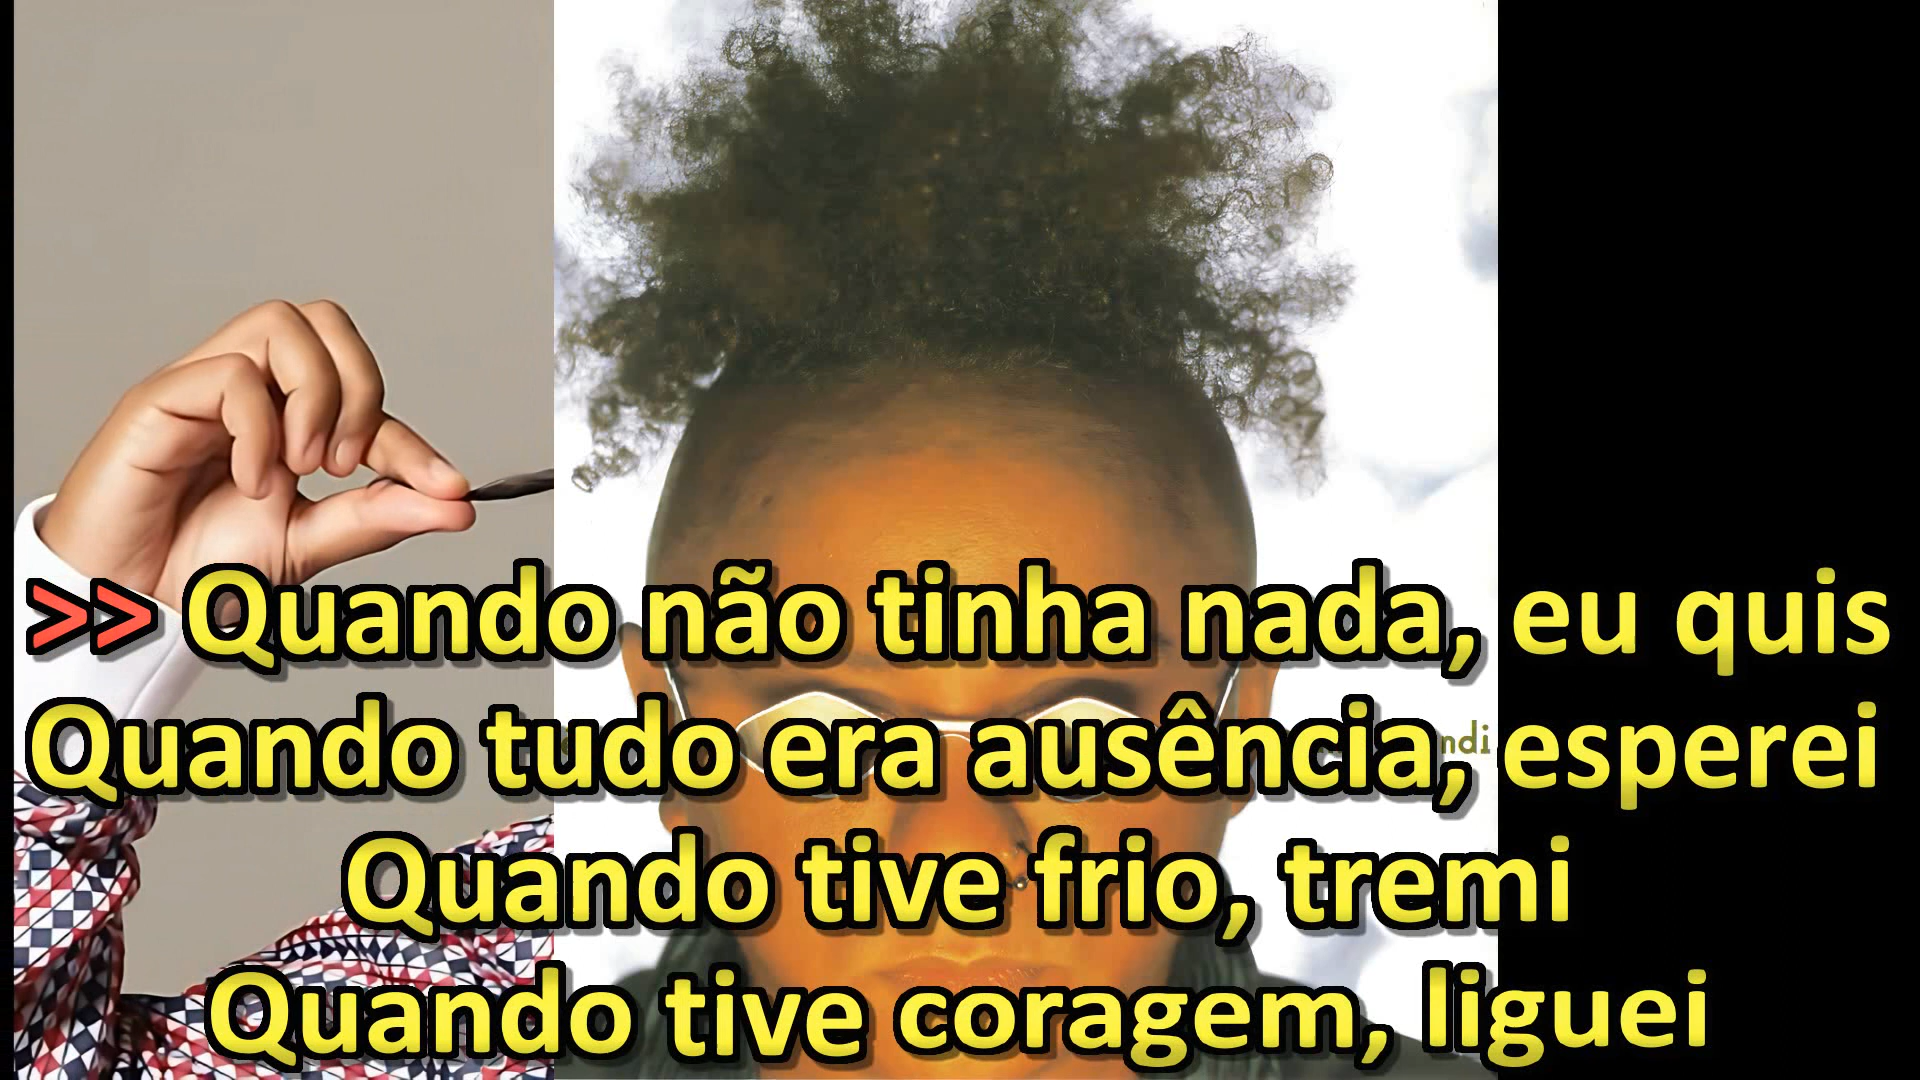 >> Quando não tinha nada, eu quis
Quando tudo era ausência, esperei
Quando tive frio, tremi
Quando tive coragem, liguei